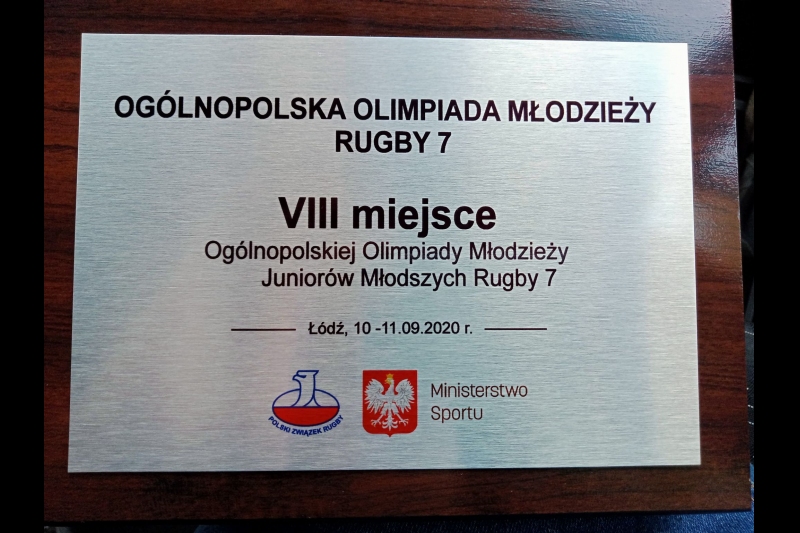 OGÓLNOPOLSKA OLIMPIADA MŁODZIEŻY
RUGBY 7
VIII miejsce
Ogólnopolskiej Olimpiady Młodzieży
Juniorów Młodszych Rugby 7
Łódź, 10 -11.09.2020 r.
POLSKI ZWIĄZEK RUGBY
Ministerstwo
Sportu